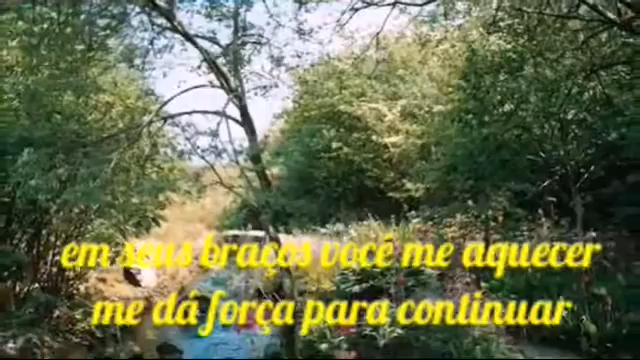 em seus braços você me aquecer
me dá força para continuar